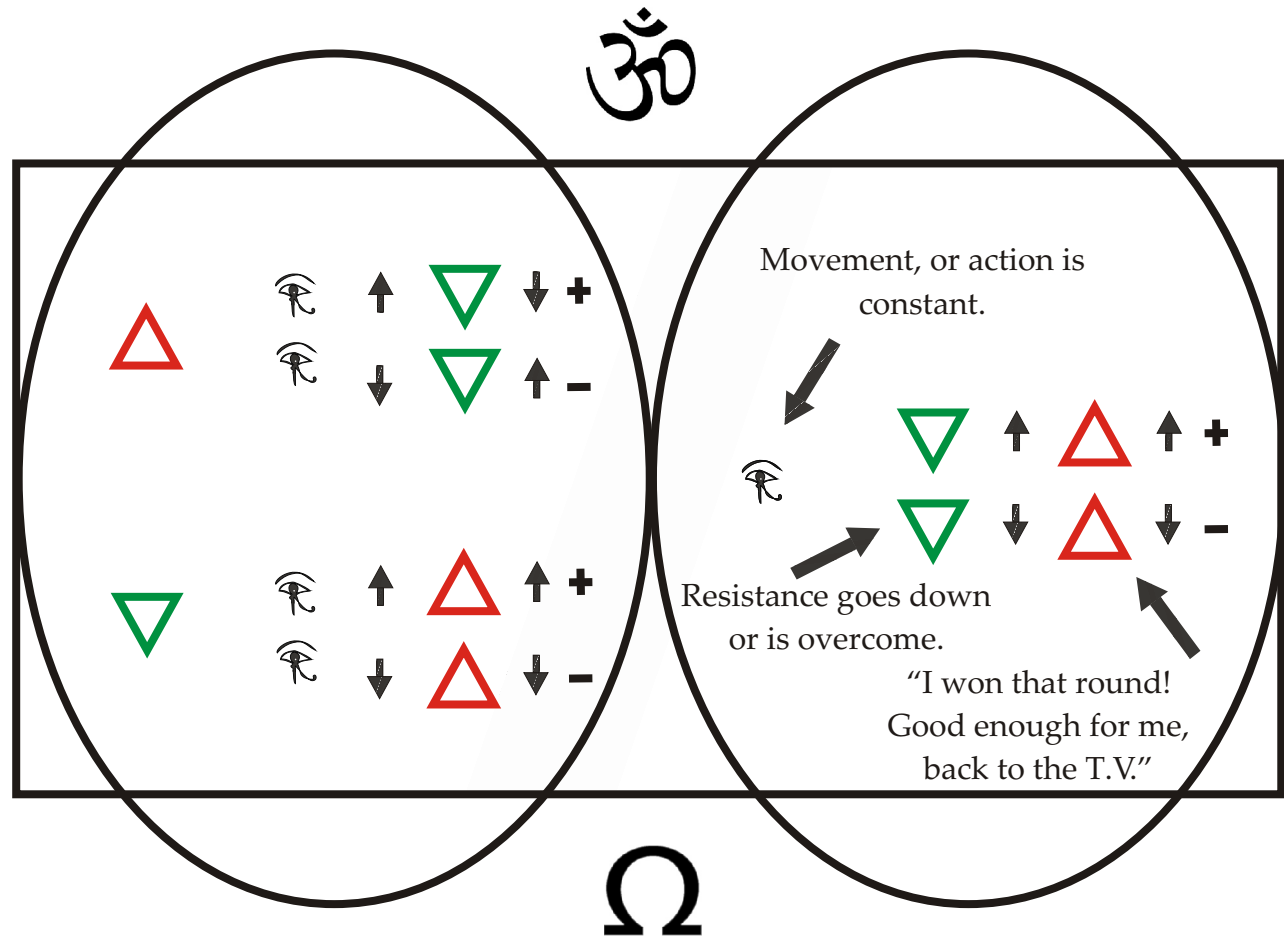 ॐ
+
−
Movement, or action is
constant.
+
−
+
−
Resistance goes down
or is overcome.
“I won that round!
Good enough for me,
back to the T.V.”
Ω